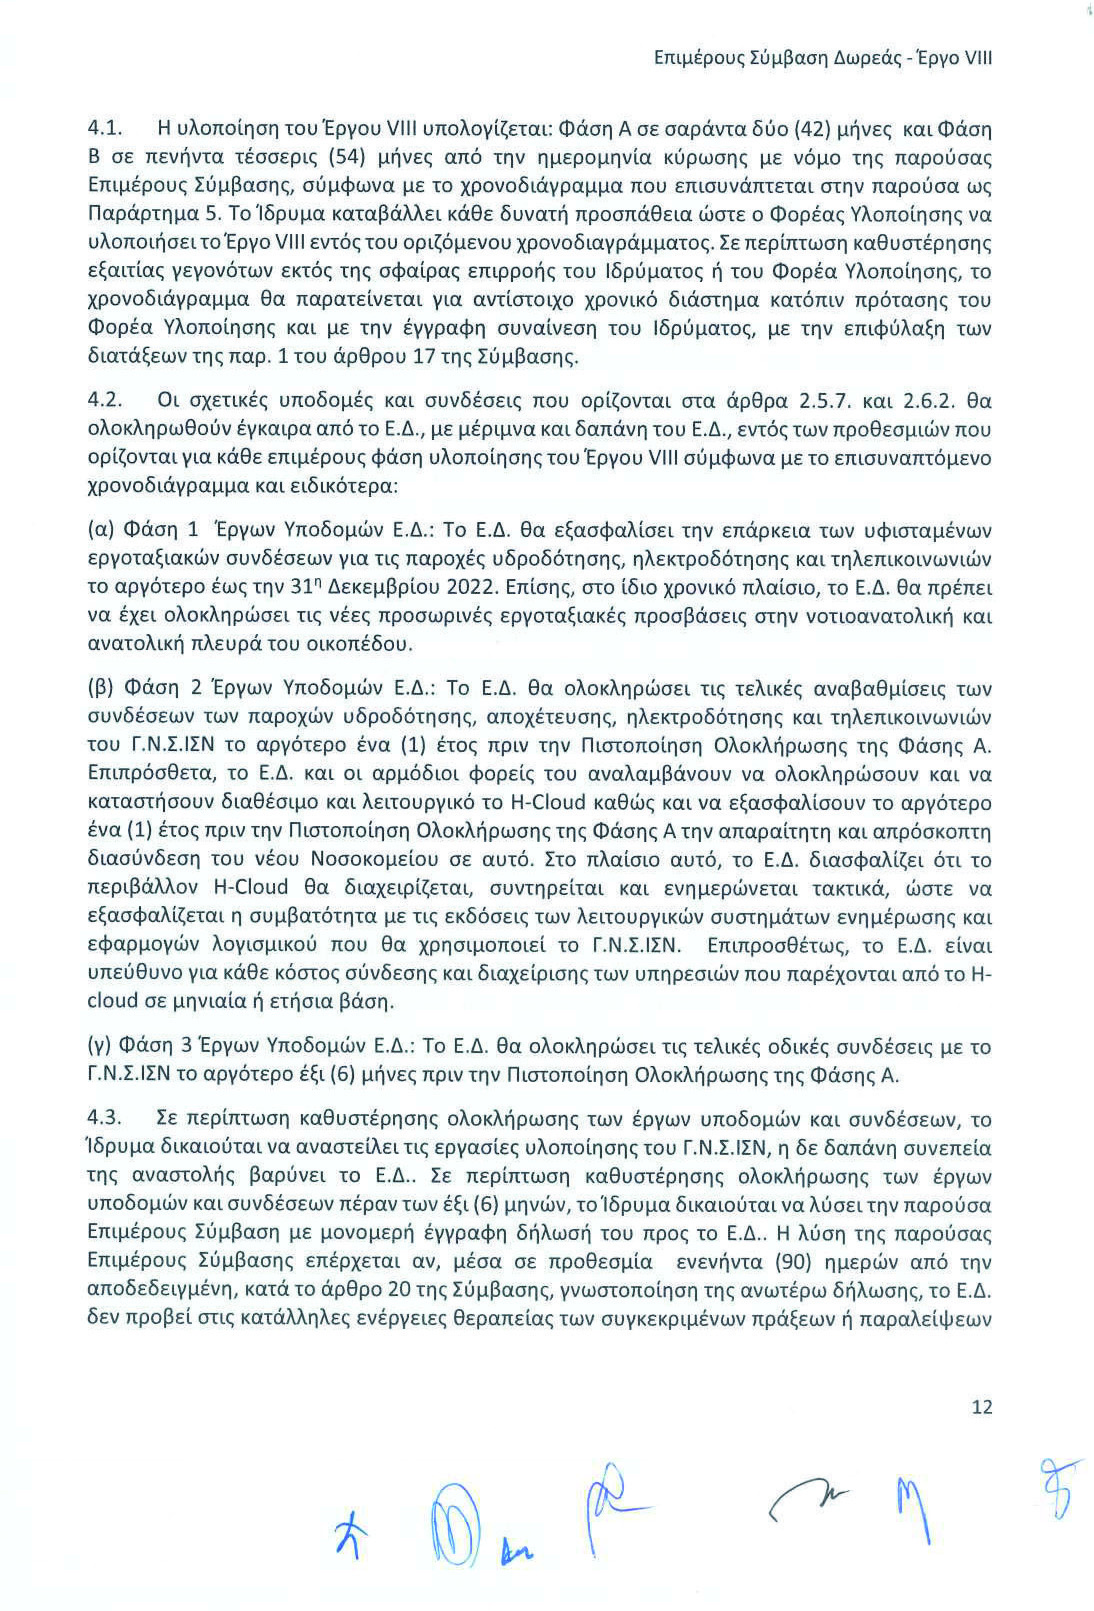 Επιμέρους Σύμβαση Δωρεάς - Έργο VIII
4.1. Η υλοποίηση του Έργου VIII υπολογίζεται: Φάση Α σε σαράντα δύο (42) μήνες και Φάση
Β σε πενήντα τέσσερις (54) μήνες από την ημερομηνία κύρωσης με νόμο της παρούσας
Επιμέρους Σύμβασης, σύμφωνα με το χρονοδιάγραμμα που επισυνάπτεται στην παρούσα ως
Παράρτημα 5. Το Ίδρυμα καταβάλλει κάθε δυνατή προσπάθεια ώστε ο Φορέας Υλοποίησης να
υλοποιήσει το Έργο VIII εντός του οριζόμενου χρονοδιαγράμματος. Σε περίπτωση καθυστέρησης
εξαιτίας γεγονότων εκτός της σφαίρας επιρροής του Ιδρύματος ή του Φορέα Υλοποίησης, το
χρονοδιάγραμμα θα παρατείνεται για αντίστοιχο χρονικό διάστημα κατόπιν πρότασης του
Φορέα Υλοποίησης και με την έγγραφη συναίνεση του Ιδρύματος, με την επιφύλαξη των
διατάξεων της παρ. 1 του άρθρου 17 της Σύμβασης.
4.2. Οι σχετικές υποδομές και συνδέσεις που ορίζονται στα άρθρα 2.5.7. και 2.6.2. θα
ολοκληρωθούν έγκαιρα από το Ε.Δ., με μέριμνα και δαπάνη του Ε.Δ., εντός των προθεσμιών που
ορίζονται για κάθε επιμέρους φάση υλοποίησης του Έργου VIII σύμφωνα με το επισυναπτόμενο
χρονοδιάγραμμα και ειδικότερα:
(α) Φάση 1 Έργων Υποδομών Ε.Δ.: Το Ε.Δ. θα εξασφαλίσει την επάρκεια των υφισταμένων
εργοταξιακών συνδέσεων για τις παροχές υδροδότησης, ηλεκτροδότησης και τηλεπικοινωνιών
το αργότερο έως την 31η Δεκεμβρίου 2022. Επίσης, στο ίδιο χρονικό πλαίσιο, το Ε.Δ. θα πρέπει
να έχει ολοκληρώσει τις νέες προσωρινές εργοταξιακές προσβάσεις στην νοτιοανατολική και
ανατολική πλευρά του οικοπέδου.
(β) Φάση 2 Έργων Υποδομών Ε.Δ.: Το Ε.Δ. θα ολοκληρώσει τις τελικές αναβαθμίσεις των
συνδέσεων των παροχών υδροδότησης, αποχέτευσης, ηλεκτροδότησης και τηλεπικοινωνιών
του Γ.Ν.Σ.ΙΣΝ το αργότερο ένα (1) έτος πριν την Πιστοποίηση Ολοκλήρωσης της Φάσης Α.
Επιπρόσθετα, το Ε.Δ. και οι αρμόδιοι φορείς του αναλαμβάνουν να ολοκληρώσουν και να
καταστήσουν διαθέσιμο και λειτουργικό το H-Cloud καθώς και να εξασφαλίσουν το αργότερο
ένα (1) έτος πριν την Πιστοποίηση Ολοκλήρωσης της Φάσης Α την απαραίτητη και απρόσκοπτη
διασύνδεση του νέου Νοσοκομείου σε αυτό. Στο πλαίσιο αυτό, το Ε.Δ. διασφαλίζει ότι το
περιβάλλον H-Cloud θα διαχειρίζεται, συντηρείται και ενημερώνεται τακτικά, ώστε να
εξασφαλίζεται η συμβατότητα με τις εκδόσεις των λειτουργικών συστημάτων ενημέρωσης και
εφαρμογών λογισμικού που θα χρησιμοποιεί το Γ.Ν.Σ.ΙΣΝ. Επιπροσθέτως, το Ε.Δ. είναι
υπεύθυνο για κάθε κόστος σύνδεσης και διαχείρισης των υπηρεσιών που παρέχονται από το H-
cloud σε μηνιαία ή ετήσια βάση.
(γ) Φάση 3 Έργων Υποδομών Ε.Δ.: Το Ε.Δ. θα ολοκληρώσει τις τελικές οδικές συνδέσεις με το
Γ.Ν.Σ.ΙΣΝ το αργότερο έξι (6) μήνες πριν την Πιστοποίηση Ολοκλήρωσης της Φάσης Α.
4.3. Σε περίπτωση καθυστέρησης ολοκλήρωσης των έργων υποδομών και συνδέσεων, το
Ίδρυμα δικαιούται να αναστείλει τις εργασίες υλοποίησης του Γ.Ν.Σ.ΙΣΝ, η δε δαπάνη συνεπεία
της αναστολής βαρύνει το Ε.Δ.. Σε περίπτωση καθυστέρησης ολοκλήρωσης των έργων
υποδομών και συνδέσεων πέραν των έξι (6) μηνών, το Ίδρυμα δικαιούται να λύσει την παρούσα
Επιμέρους Σύμβαση με μονομερή έγγραφη δήλωσή του προς το Ε.Δ.. Η λύση της παρούσας
Επιμέρους Σύμβασης επέρχεται αν, μέσα σε προθεσμία ενενήντα (90) ημερών από την
αποδεδειγμένη, κατά το άρθρο 20 της Σύμβασης, γνωστοποίηση της ανωτέρω δήλωσης, το Ε.Δ.
δεν προβεί στις κατάλληλες ενέργειες θεραπείας των συγκεκριμένων πράξεων ή παραλείψεων
12